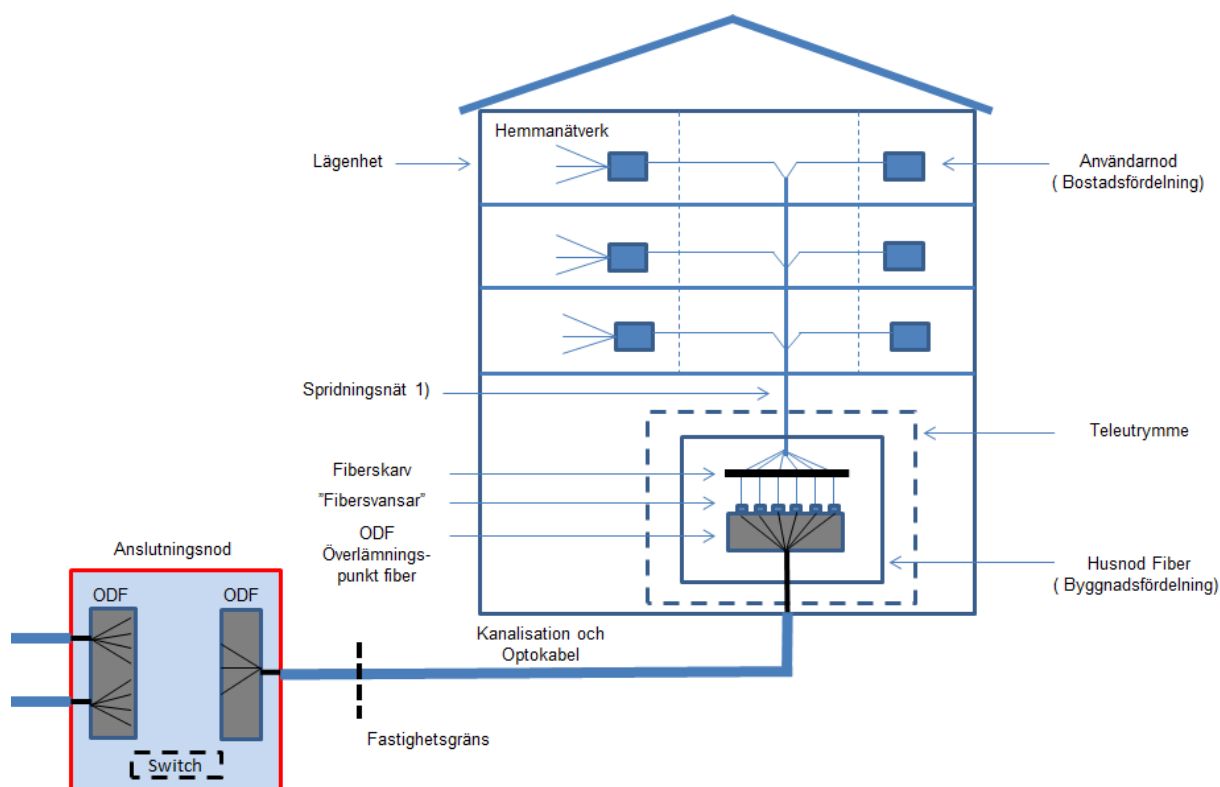 Hemmanätverk
Lägenhet
Användarnod
( Bostadsfördelning)
Spridningsnät 1)
Teleutrymme
Fiberskarv
"Fibersvansar"
ODF
Överlämnings-
punkt fiber
Husnod Fiber
( Byggnadsfördelning)
Anslutningsnod
ODF
ODF
Switch
Kanalisation och
Optokabel
Fastighetsgräns